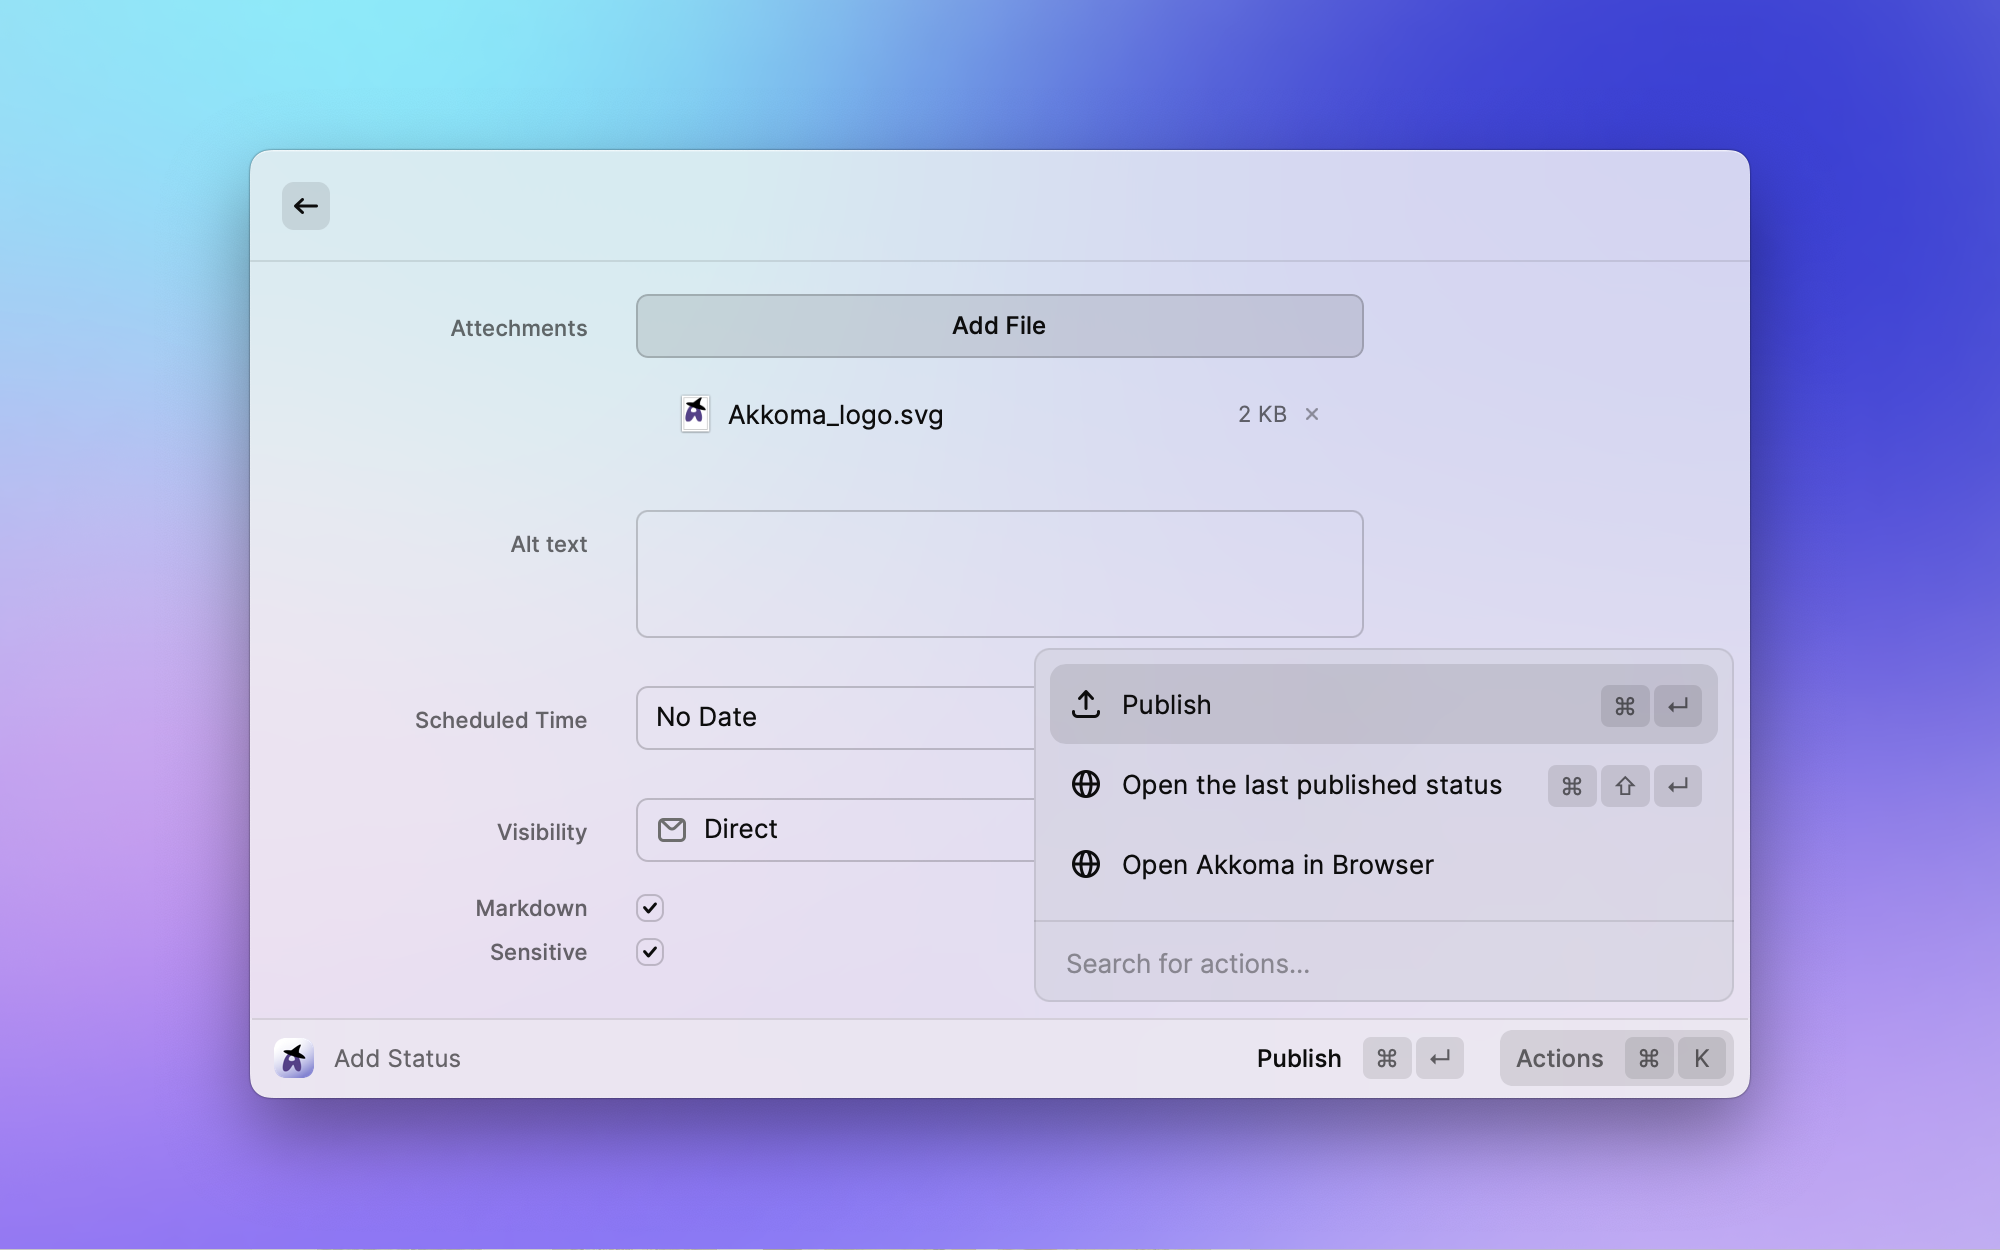 Attechments
Add File
Akkoma_logo.svg 2 KB ×
Alt text
Scheduled Time No Date
Visibility Direct
Markdown
Sensitive
Publish ⌘ ↵
Open the last published status ⌘ ⇧ ↵
Open Akkoma in Browser
Search for actions...
Add Status Publish ⌘ ↵ Actions ⌘ K